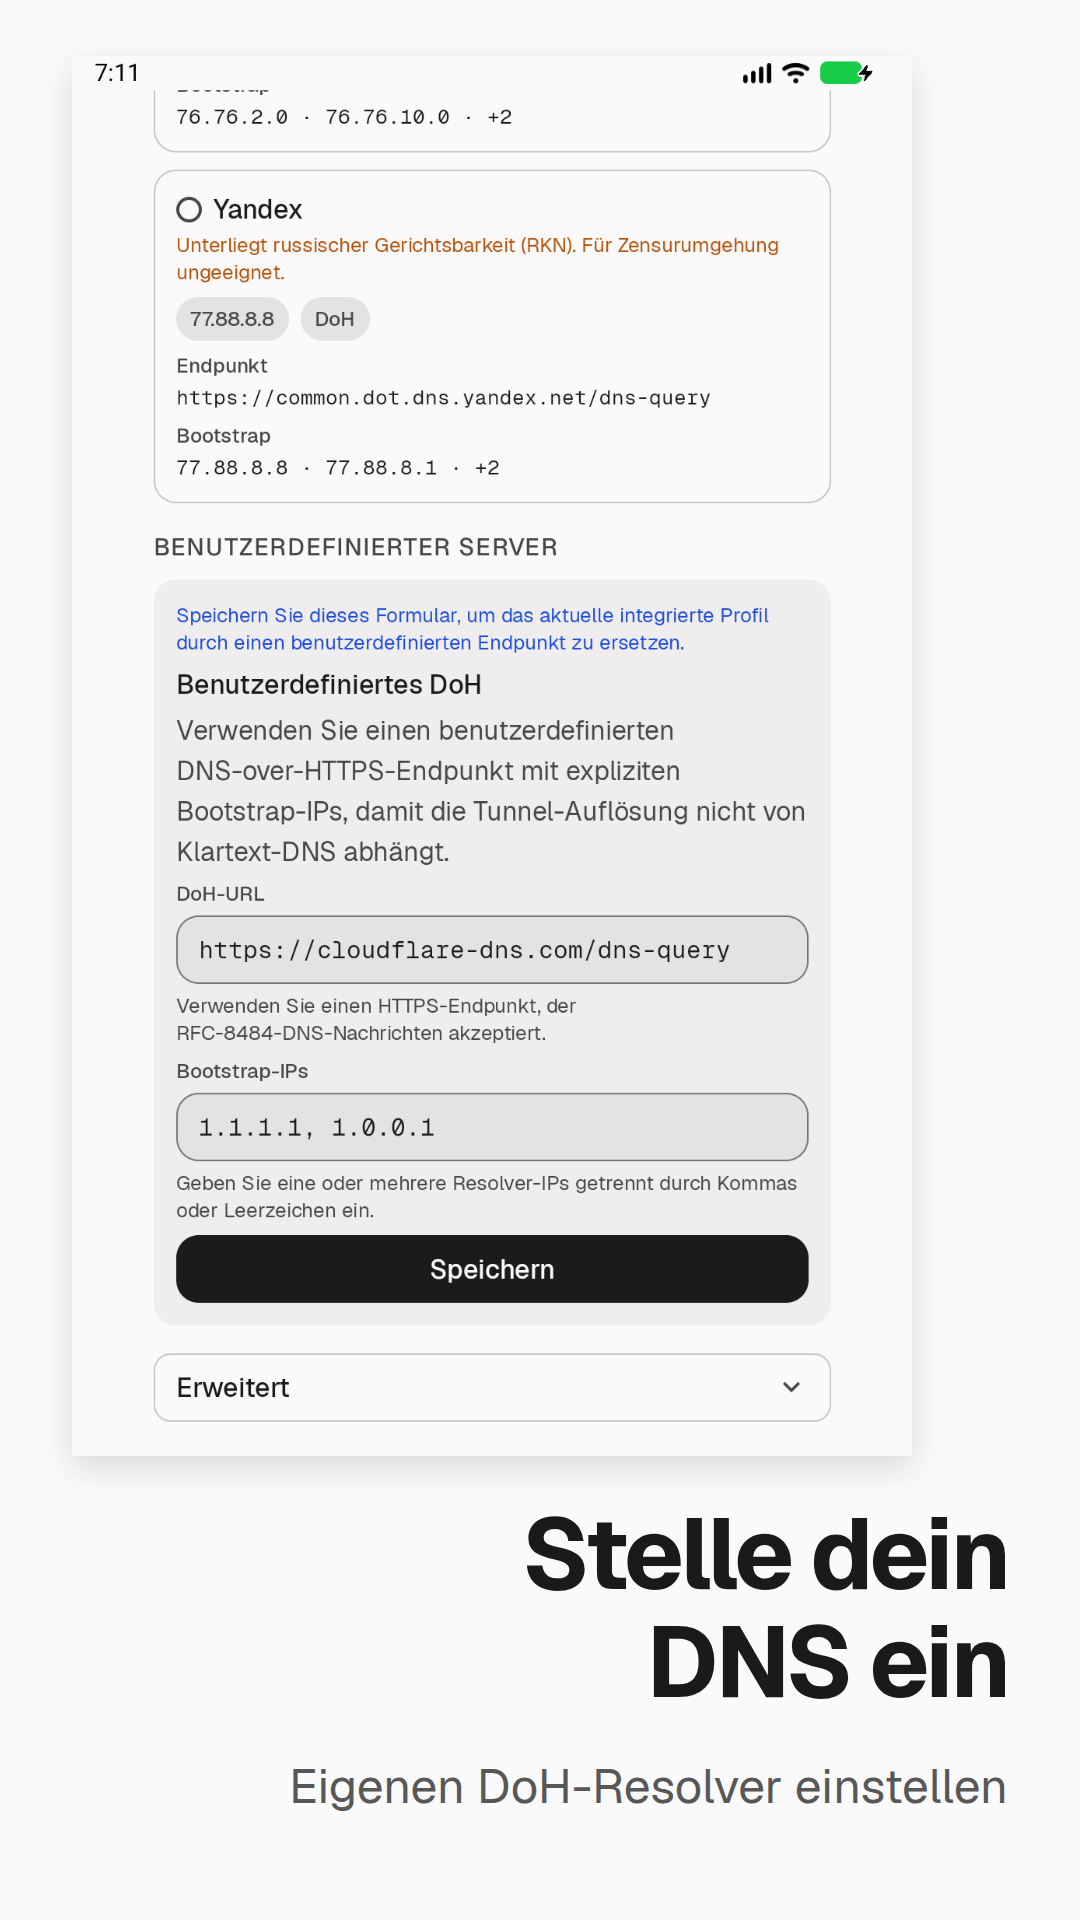 7:11
76.76.2.0 · 76.76.10.0 · +2
Yandex
Unterliegt russischer Gerichtsbarkeit (RKN). Für Zensurumgehung
ungeeignet.
77.88.8.8 DoH
Endpunkt
https://common.dot.dns.yandex.net/dns-query
Bootstrap
77.88.8.8 · 77.88.8.1 · +2
BENUTZERDEFINIERTER SERVER
Speichern Sie dieses Formular, um das aktuelle integrierte Profil
durch einen benutzerdefinierten Endpunkt zu ersetzen.
Benutzerdefiniertes DoH
Verwenden Sie einen benutzerdefinierten
DNS-over-HTTPS-Endpunkt mit expliziten
Bootstrap-IPs, damit die Tunnel-Auflösung nicht von
Klartext-DNS abhängt.
DoH-URL
https://cloudflare-dns.com/dns-query
Verwenden Sie einen HTTPS-Endpunkt, der
RFC-8484-DNS-Nachrichten akzeptiert.
Bootstrap-IPs
1.1.1.1, 1.0.0.1
Geben Sie eine oder mehrere Resolver-IPs getrennt durch Kommas
oder Leerzeichen ein.
Speichern
Erweitert
Stelle dein
DNS ein
Eigenen DoH-Resolver einstellen